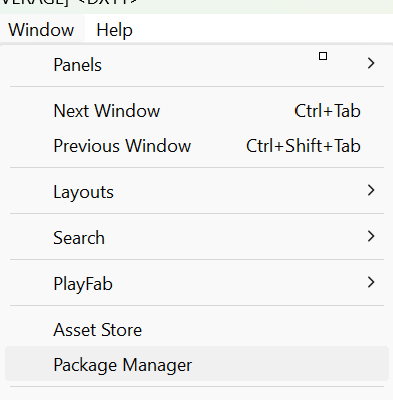 Window Help
Panels
Next Window Ctrl+Tab
Previous Window Ctrl+Shift+Tab
Layouts
Search
PlayFab
Asset Store
Package Manager